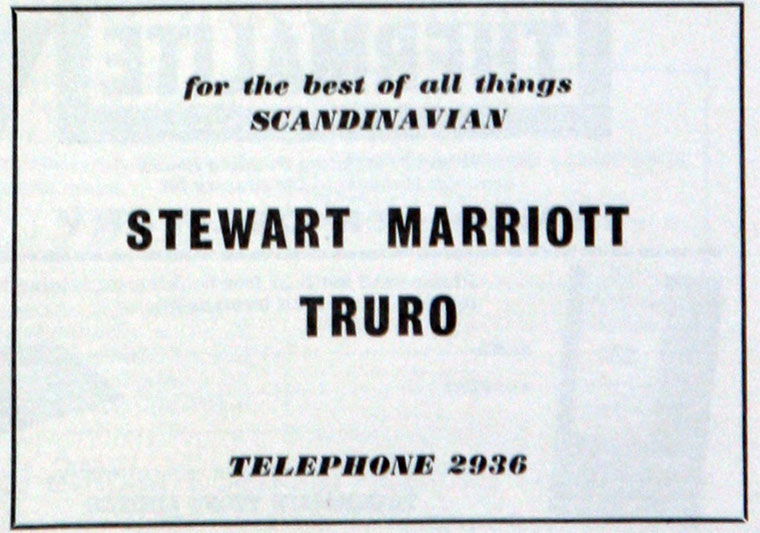 for the best of all things
SCANDINAVIAN
STEWART MARRIOTT
TRURO
TELEPHONE 2936